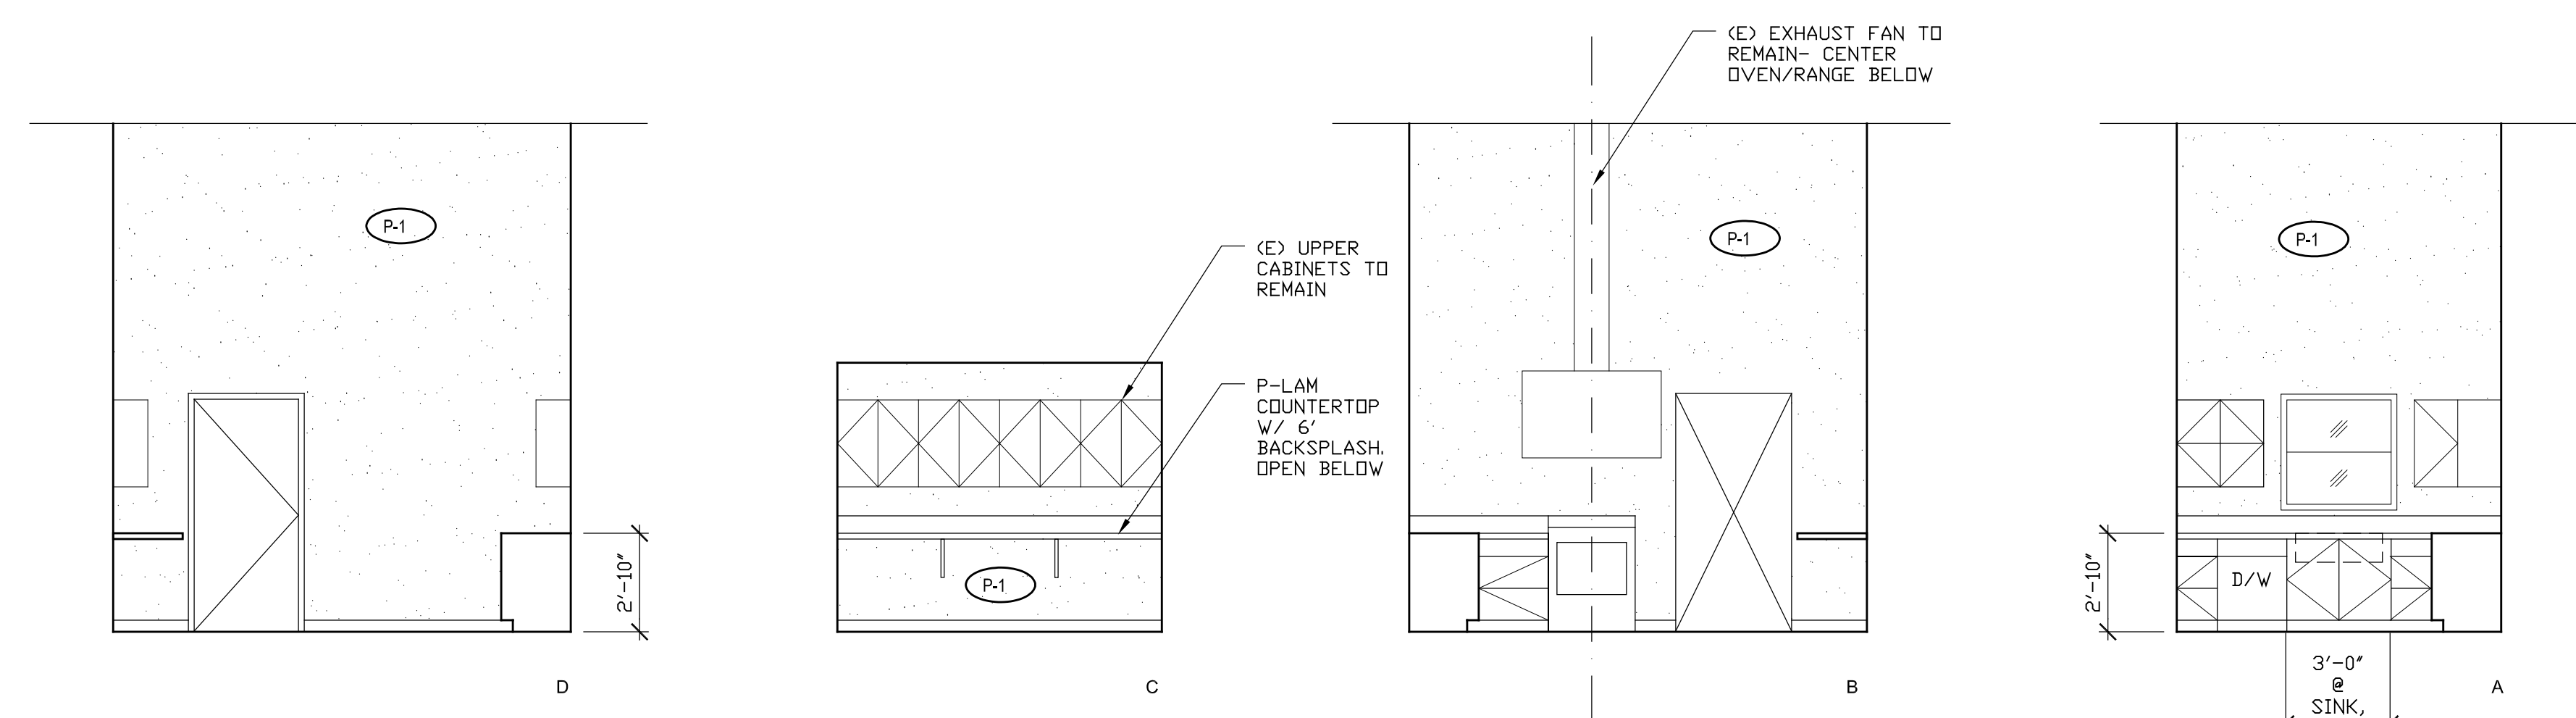 P-1
2'-10"
D
(E) UPPER
CABINETS TO
REMAIN
P-LAM
COUNTERTOP
W/ 6'
BACKSPLASH.
OPEN BELOW
P-1
C
(E) EXHAUST FAN TO
REMAIN- CENTER
OVEN/RANGE BELOW
P-1
B
P-1
D/W
2'-10"
3'-0"
@
SINK,
A